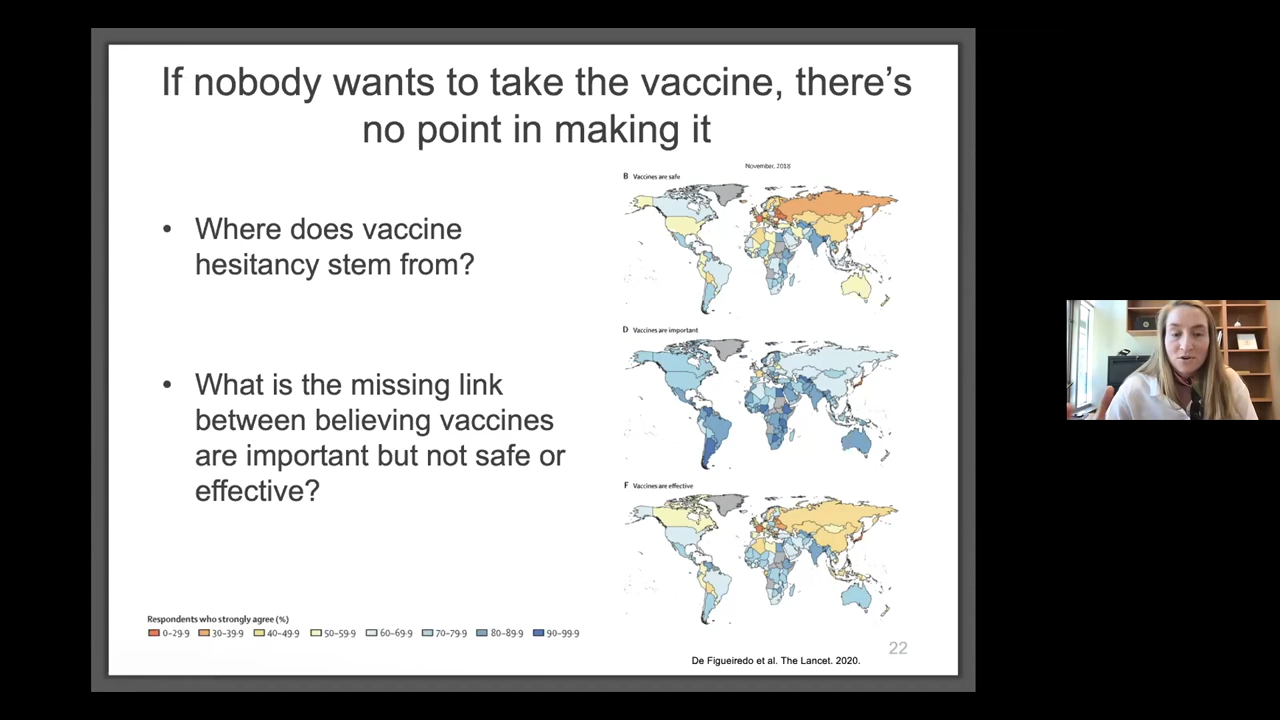 If nobody wants to take the vaccine, there's
no point in making it
• Where does vaccine
hesitancy stem from?
• What is the missing link
between believing vaccines
are important but not safe or
effective?
November, 2018
B Vaccines are safe
D Vaccines are important
F Vaccines are effective
Respondents who strongly agree (%)
0–29·9 30–39·9 40–49·9 50–59·9 60–69·9 70–79·9 80–89·9 90–99·9
De Figueiredo et al. The Lancet. 2020.
22